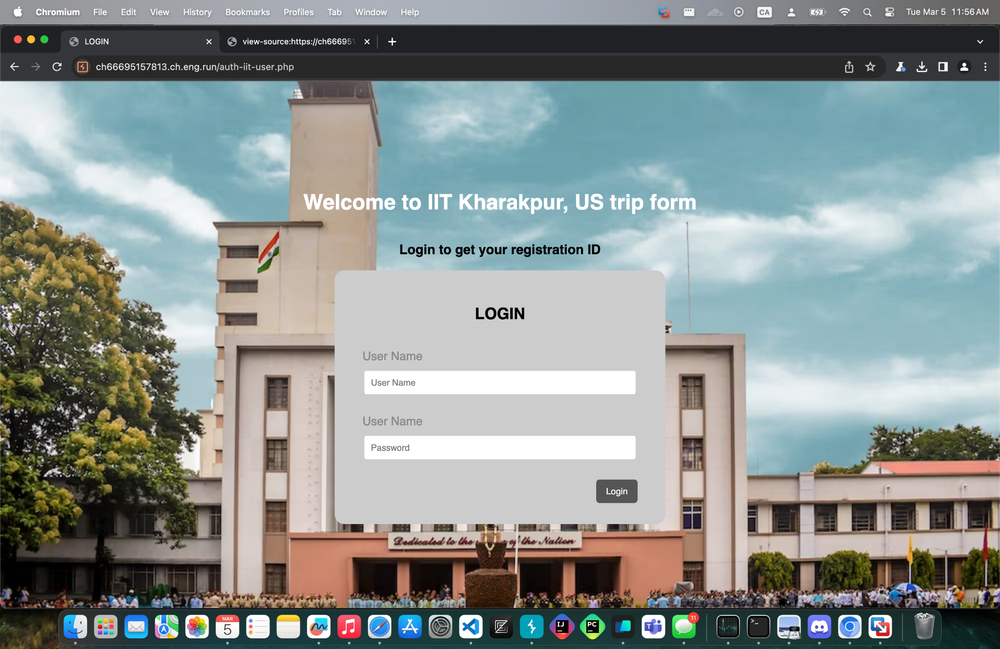 Chromium File Edit View History Bookmarks Profiles Tab Window Help CA Tue Mar 5 11:56 AM
LOGIN view-source:https://ch666951
ch66695157813.ch.eng.run/auth-iit-user.php
Welcome to IIT Kharakpur, US trip form
Login to get your registration ID
LOGIN
User Name
User Name
User Name
Password
Login
Dedicated to the of the Nation
MAR
5
IJ
PC
T
11
>_